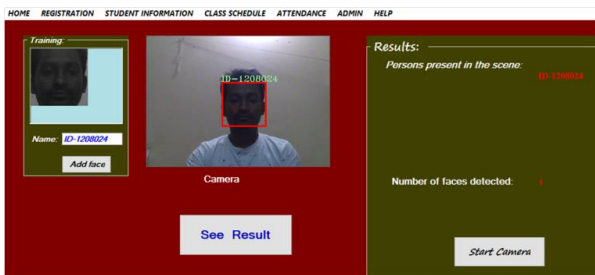 HOME REGISTRATION STUDENT INFORMATION CLASS SCHEDULE ATTENDANCE ADMIN HELP
Training:
Name: ID-1208024
Add face
ID-1208024
Camera
See Result
Results:
Persons present in the scene:
ID-1208024
Number of faces detected:
Start Camera